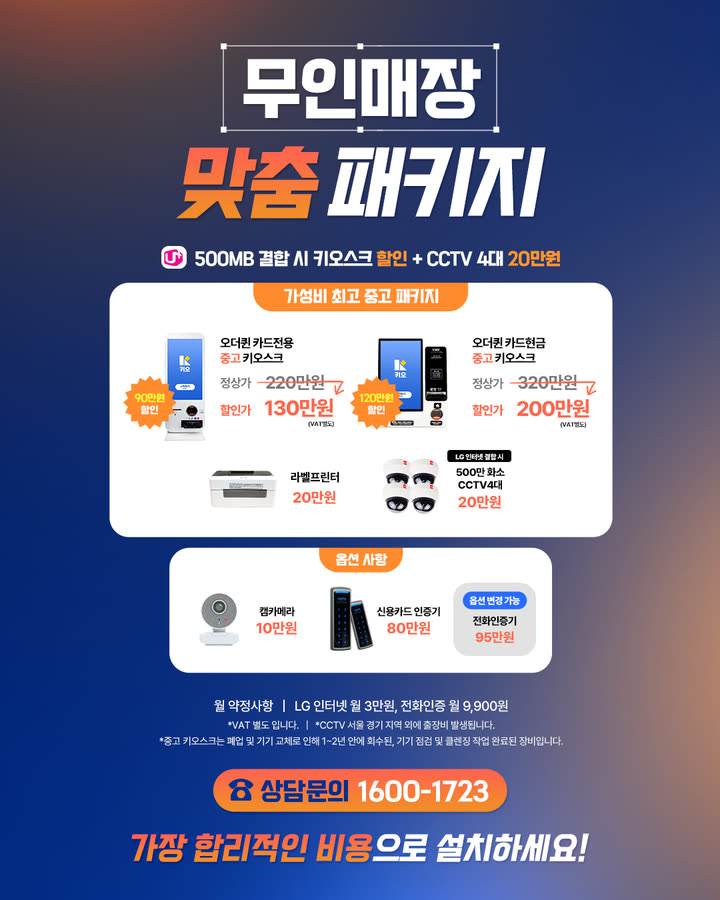 무인매장
맞춤 패키지
U+ 500MB 결합 시 키오스크 할인 + CCTV 4대 20만원
가성비 최고 중고 패키지
오더퀸 카드전용
중고 키오스크
정상가 220만원
할인가 130만원
(VAT별도)
90만원
할인
키오
오더퀸 카드현금
중고 키오스크
정상가 320만원
할인가 200만원
(VAT별도)
120만원
할인
키오
라벨프린터
20만원
LG 인터넷 결합 시
500만 화소
CCTV4대
20만원
옵션 사항
캠카메라
10만원
신용카드 인증기
80만원
옵션 변경 가능
전화인증기
95만원
월 약정사항 | LG 인터넷 월 3만원, 전화인증 월 9,900원
*VAT 별도 입니다. | *CCTV 서울 경기 지역 외에 출장비 발생됩니다.
*중고 키오스크는 폐업 및 기기 교체로 인해 1~2년 안에 회수된, 기기 점검 및 클렌징 작업 완료된 장비입니다.
☎ 상담문의 1600-1723
가장 합리적인 비용으로 설치하세요!